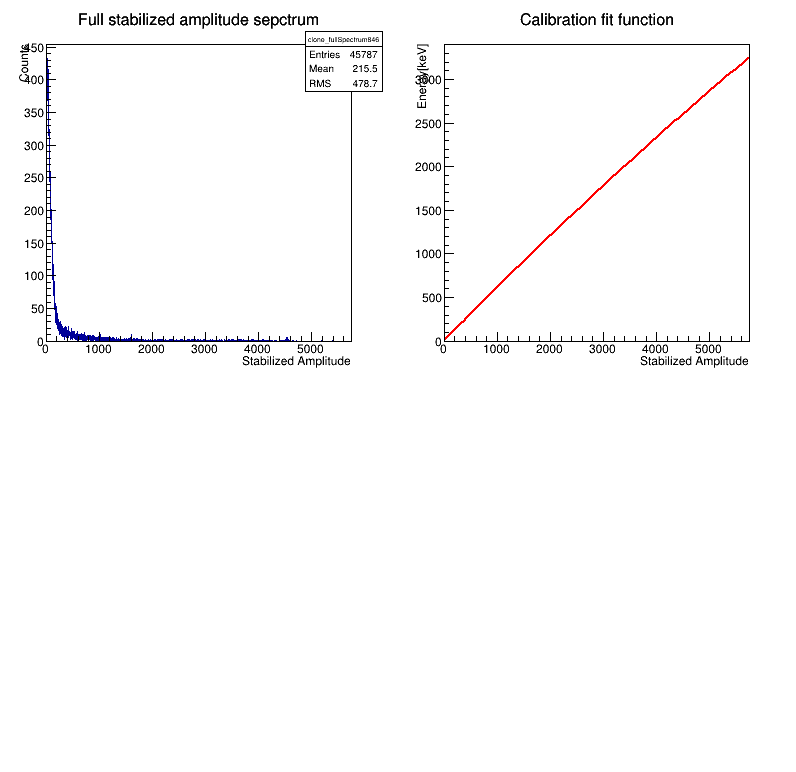 Full stabilized amplitude sepctrum
clone_fullSpectrum846
Entries 45787
Mean 215.5
RMS 478.7
Counts
450
400
350
300
250
200
150
100
50
0
0 1000 2000 3000 4000 5000
Stabilized Amplitude
Calibration fit function
Energy[keV]
3000
2500
2000
1500
1000
500
0
0 1000 2000 3000 4000 5000
Stabilized Amplitude